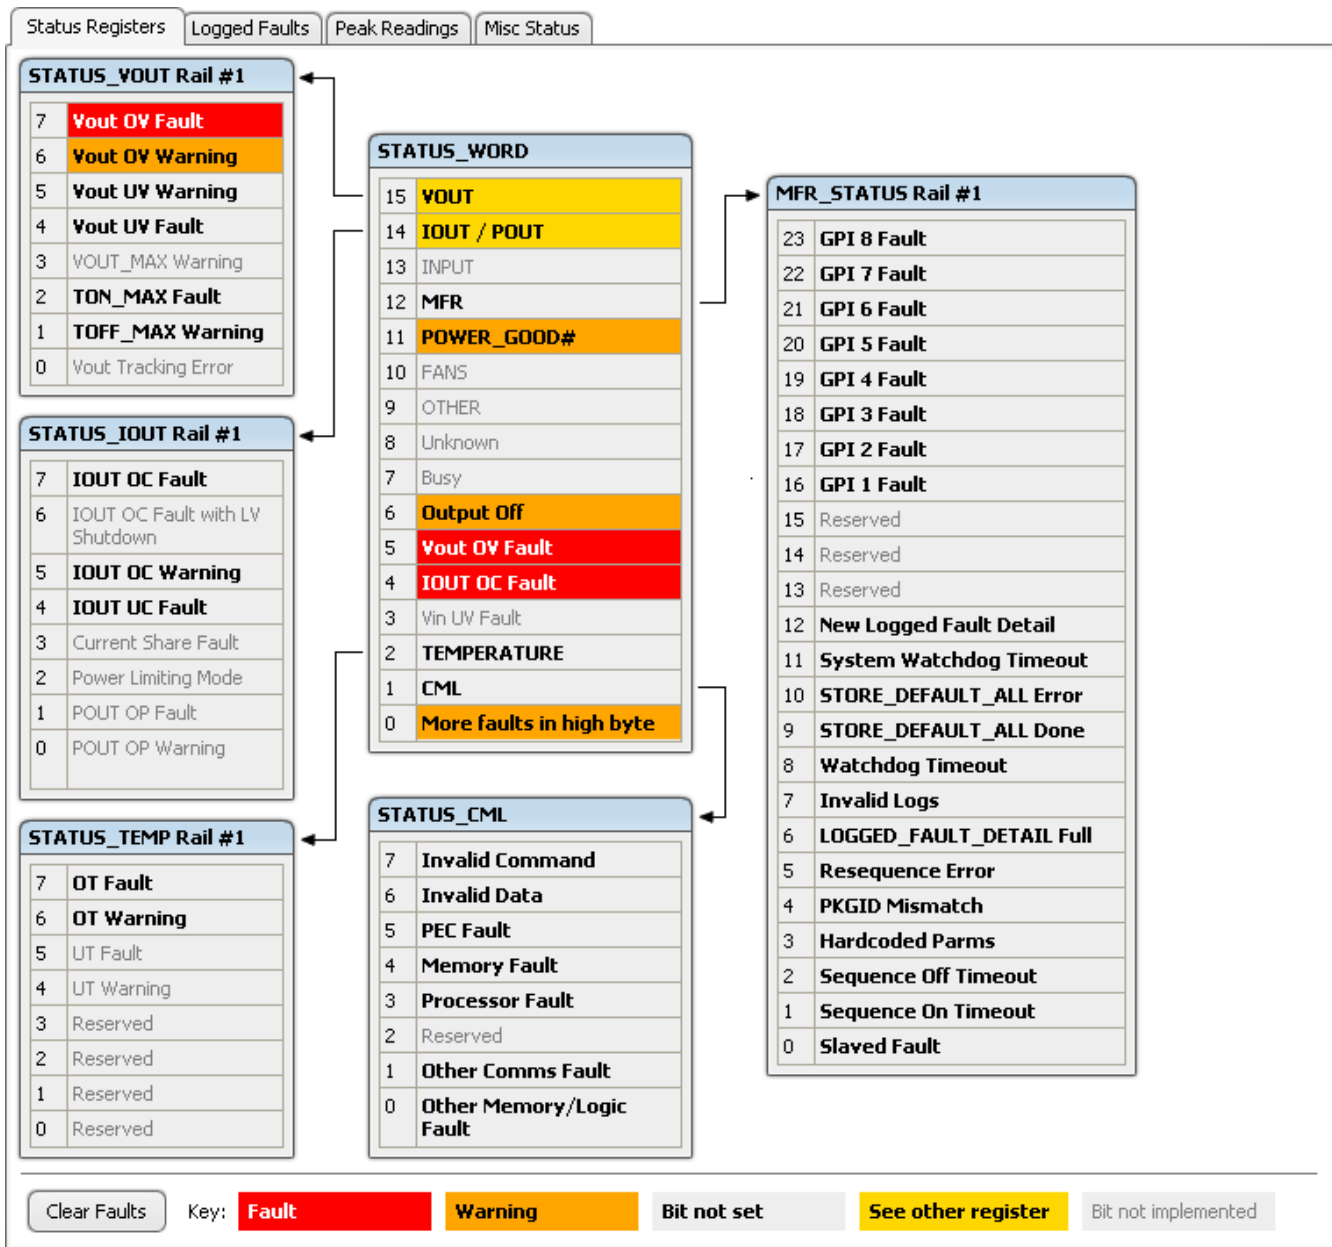 Status Registers
Logged Faults
Peak Readings
Misc Status
STATUS_VOUT Rail #1
7 Vout OV Fault
6 Vout OV Warning
5 Vout UV Warning
4 Vout UV Fault
3 VOUT_MAX Warning
2 TON_MAX Fault
1 TOFF_MAX Warning
0 Vout Tracking Error
STATUS_IOUT Rail #1
7 IOUT OC Fault
6 IOUT OC Fault with LV
Shutdown
5 IOUT OC Warning
4 IOUT UC Fault
3 Current Share Fault
2 Power Limiting Mode
1 POUT OP Fault
0 POUT OP Warning
STATUS_TEMP Rail #1
7 OT Fault
6 OT Warning
5 UT Fault
4 UT Warning
3 Reserved
2 Reserved
1 Reserved
0 Reserved
STATUS_WORD
15 VOUT
14 IOUT / POUT
13 INPUT
12 MFR
11 POWER_GOOD#
10 FANS
9 OTHER
8 Unknown
7 Busy
6 Output Off
5 Vout OV Fault
4 IOUT OC Fault
3 Vin UV Fault
2 TEMPERATURE
1 CML
0 More faults in high byte
STATUS_CML
7 Invalid Command
6 Invalid Data
5 PEC Fault
4 Memory Fault
3 Processor Fault
2 Reserved
1 Other Comms Fault
0 Other Memory/Logic
Fault
MFR_STATUS Rail #1
23 GPI 8 Fault
22 GPI 7 Fault
21 GPI 6 Fault
20 GPI 5 Fault
19 GPI 4 Fault
18 GPI 3 Fault
17 GPI 2 Fault
16 GPI 1 Fault
15 Reserved
14 Reserved
13 Reserved
12 New Logged Fault Detail
11 System Watchdog Timeout
10 STORE_DEFAULT_ALL Error
9 STORE_DEFAULT_ALL Done
8 Watchdog Timeout
7 Invalid Logs
6 LOGGED_FAULT_DETAIL Full
5 Resequence Error
4 PKGID Mismatch
3 Hardcoded Parms
2 Sequence Off Timeout
1 Sequence On Timeout
0 Slaved Fault
Clear Faults
Key:
Fault
Warning
Bit not set
See other register
Bit not implemented